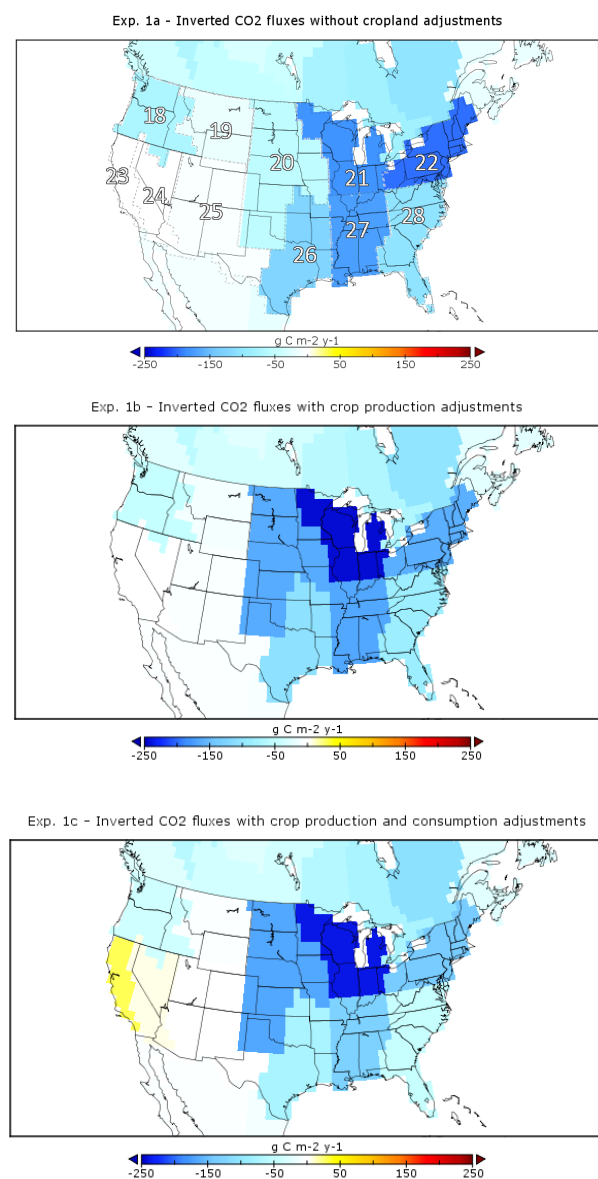 Exp. 1a - Inverted CO2 fluxes without cropland adjustments
18
19
20
21
22
23
24
25
26
27
28
g C m-2 y-1
-250 -150 -50 50 150 250
Exp. 1b – Inverted CO2 fluxes with crop production adjustments
g C m-2 y-1
-250 -150 -50 50 150 250
Exp. 1c – Inverted CO2 fluxes with crop production and consumption adjustments
g C m-2 y-1
-250 -150 -50 50 150 250